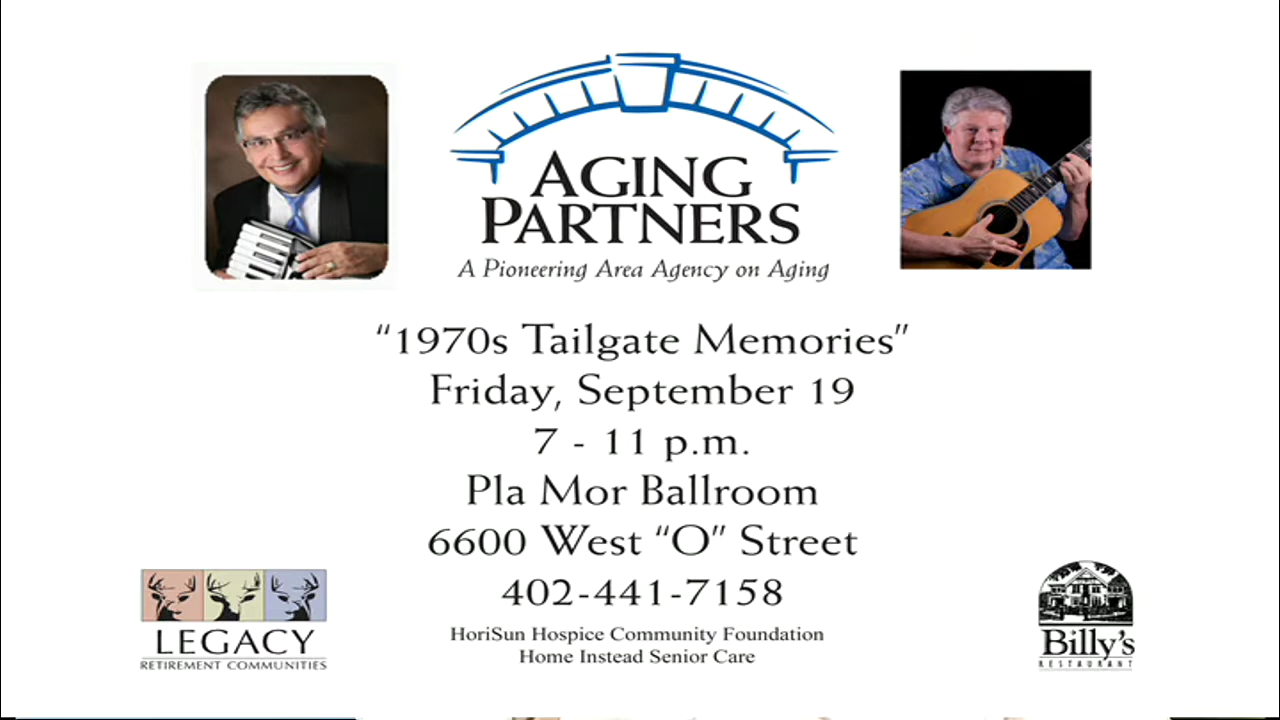 AGING
PARTNERS
A Pioneering Area Agency on Aging
“1970s Tailgate Memories”
Friday, September 19
7 - 11 p.m.
Pla Mor Ballroom
6600 West “O” Street
402-441-7158
HoriSun Hospice Community Foundation
Home Instead Senior Care
LEGACY
RETIREMENT COMMUNITIES
Billy's
RESTAURANT